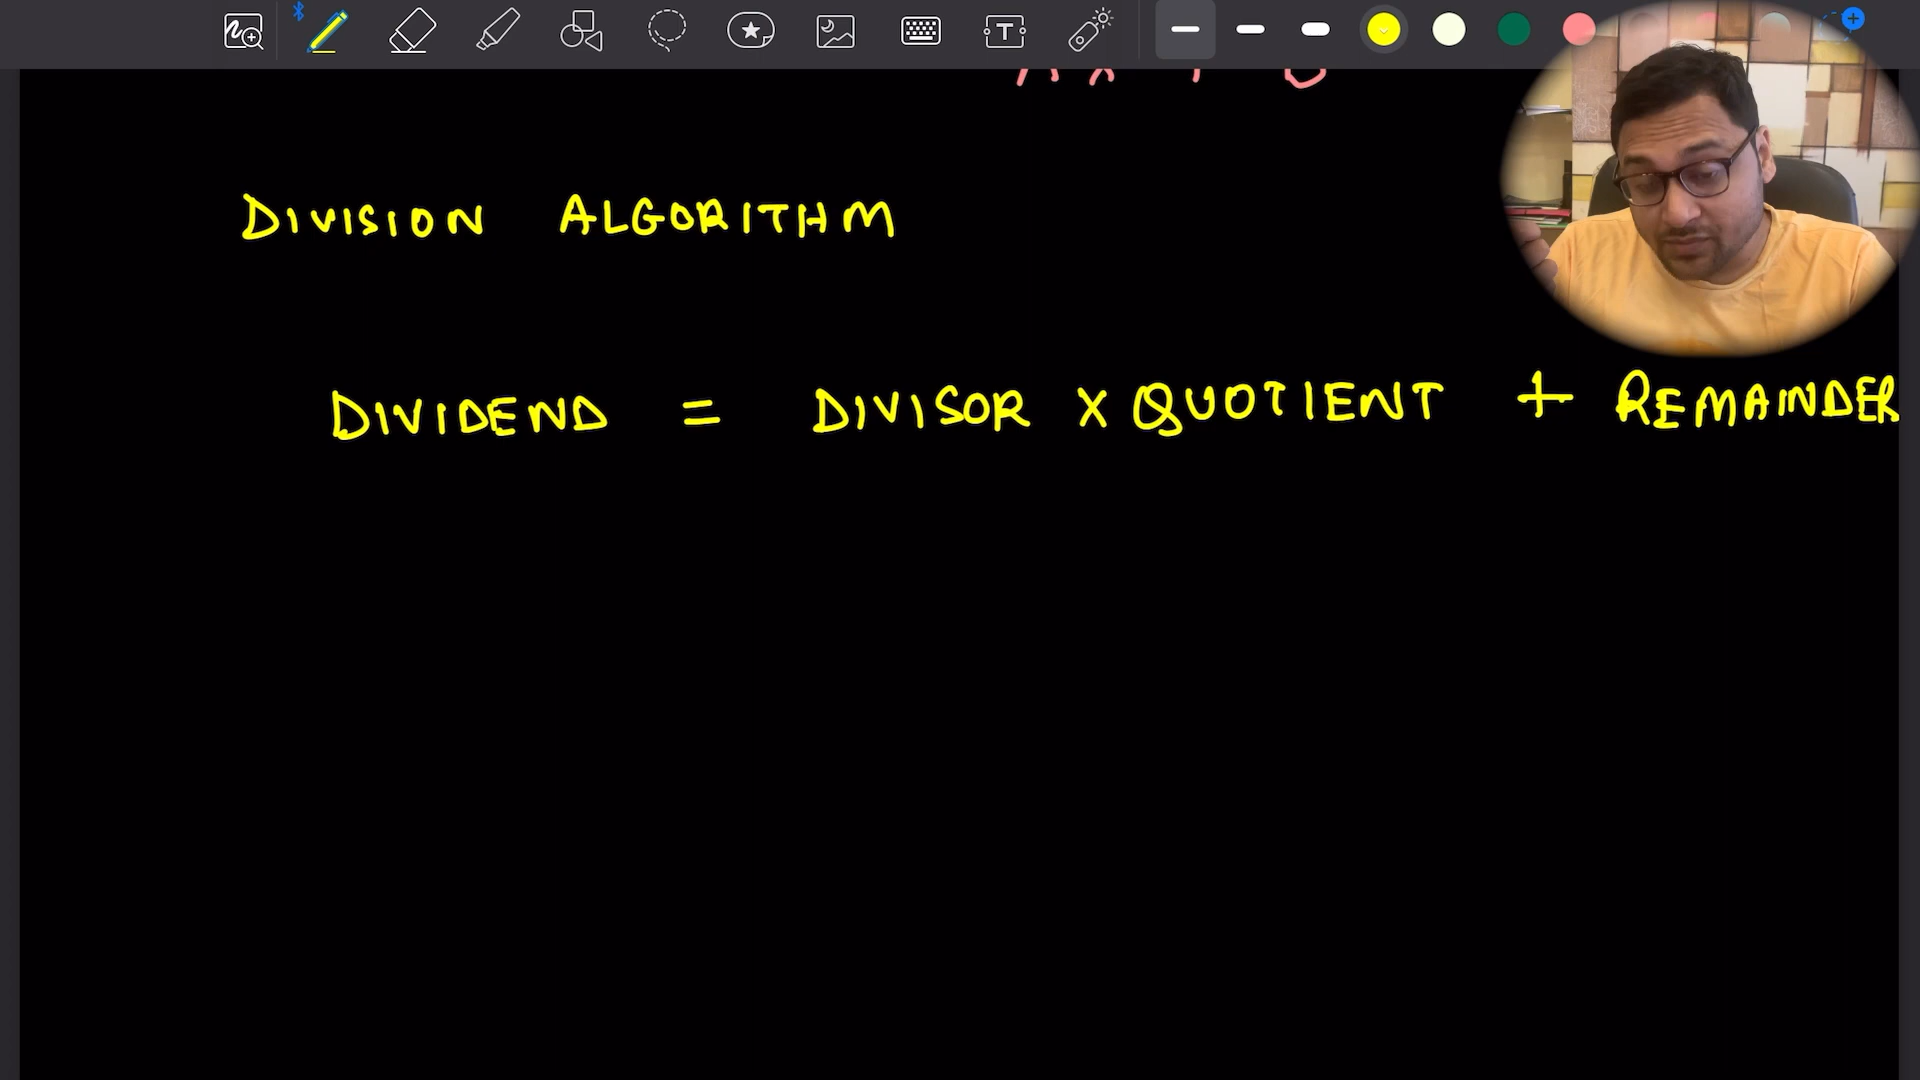 DIVISION ALGORITHM
DIVIDEND = DIVISOR X QUOTIENT + REMAINDER